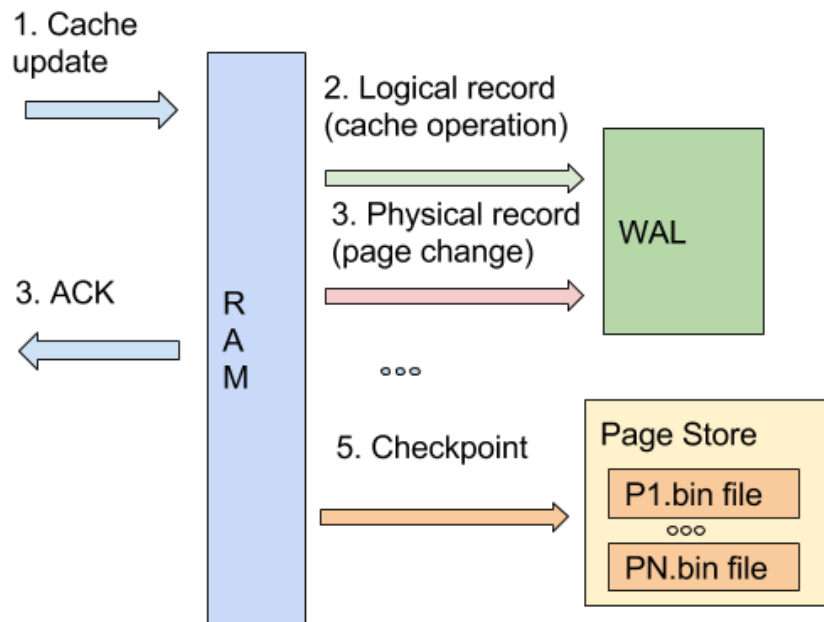 1. Cache
update
2. Logical record
(cache operation)
3. Physical record
(page change)
WAL
3. ACK
R
A
M
5. Checkpoint
Page Store
P1.bin file
PN.bin file